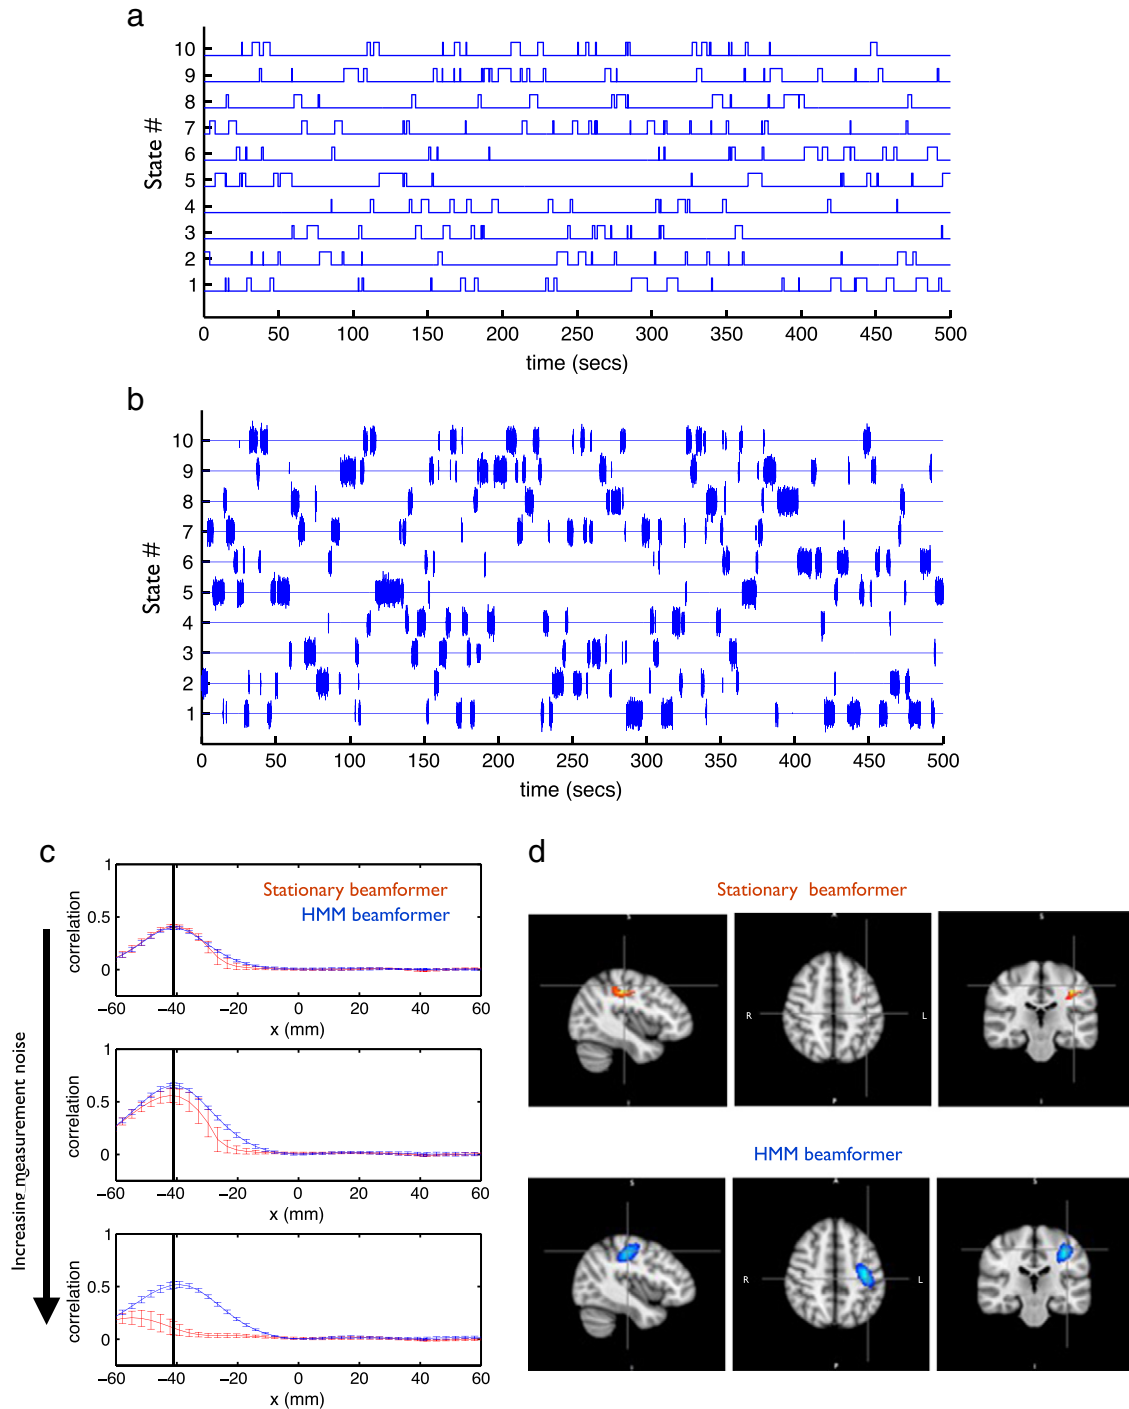 a
10
9
8
7
6
5
4
3
2
1
State #
0 50 100 150 200 250 300 350 400 450 500
time (secs)
b
10
9
8
7
6
5
4
3
2
1
State #
0 50 100 150 200 250 300 350 400 450 500
time (secs)
c
Increasing measurement noise
1
0.5
0
correlation
Stationary beamformer
HMM beamformer
−60 −40 −20 0 20 40 60
x (mm)
1
0.5
0
correlation
−60 −40 −20 0 20 40 60
x (mm)
1
0.5
0
correlation
−60 −40 −20 0 20 40 60
x (mm)
d
Stationary beamformer
S
I
A
R
L
P
S
I
HMM beamformer
S
I
A
R
L
P
S
I